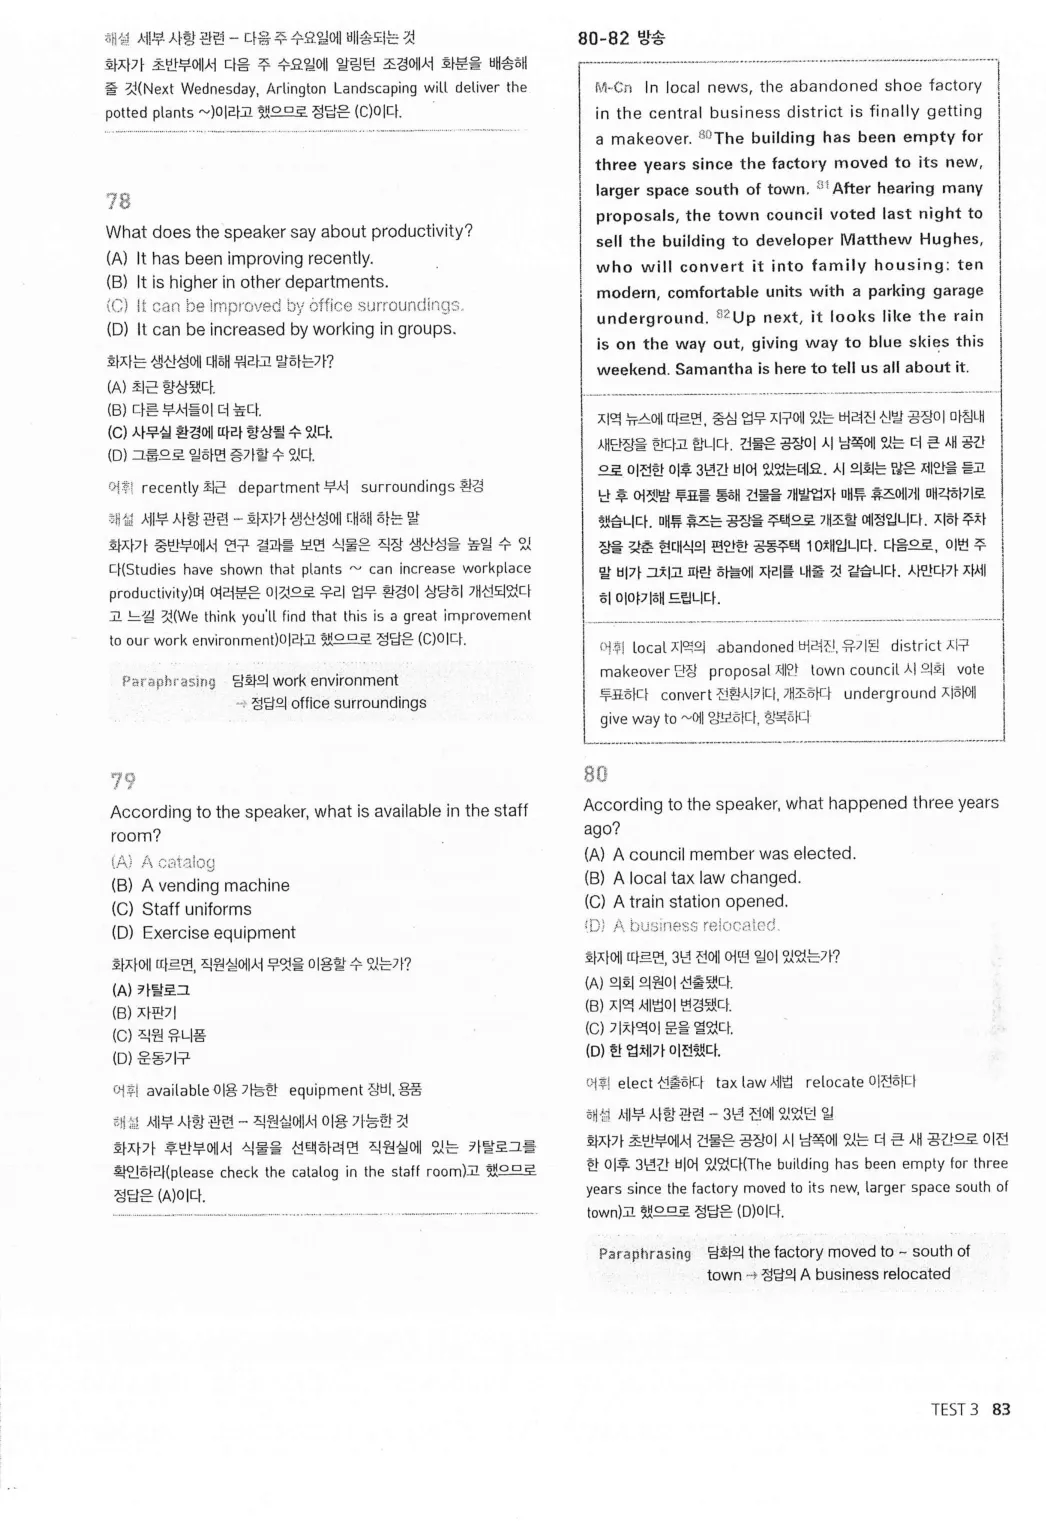 해설 세부 사항 관련 – 다음 주 수요일에 배송되는 것
화자가 초반부에서 다음 주 수요일에 알링턴 조경에서 화분을 배송해
줄 것(Next Wednesday, Arlington Landscaping will deliver the
potted plants ~)이라고 했으므로 정답은 (C)이다.
78
What does the speaker say about productivity?
(A) It has been improving recently.
(B) It is higher in other departments.
(C) It can be improved by office surroundings.
(D) It can be increased by working in groups.
화자는 생산성에 대해 뭐라고 말하는가?
(A) 최근 향상됐다.
(B) 다른 부서들이 더 높다.
(C) 사무실 환경에 따라 향상될 수 있다.
(D) 그룹으로 일하면 증가할 수 있다.
어휘 recently 최근 department 부서 surroundings 환경
해설 세부 사항 관련 – 화자가 생산성에 대해 하는 말
화자가 중반부에서 연구 결과를 보면 식물은 직장 생산성을 높일 수 있
다(Studies have shown that plants ~ can increase workplace
productivity)며 여러분은 이것으로 우리 업무 환경이 상당히 개선되었다
고 느낄 것(We think you'll find that this is a great improvement
to our work environment)이라고 했으므로 정답은 (C)이다.
Paraphrasing 담화의 work environment
→ 정답의 office surroundings
79
According to the speaker, what is available in the staff
room?
(A) A catalog
(B) A vending machine
(C) Staff uniforms
(D) Exercise equipment
화자에 따르면, 직원실에서 무엇을 이용할 수 있는가?
(A) 카탈로그
(B) 자판기
(C) 직원 유니폼
(D) 운동기구
어휘 available 이용 가능한 equipment 장비, 용품
해설 세부 사항 관련 – 직원실에서 이용 가능한 것
화자가 후반부에서 식물을 선택하려면 직원실에 있는 카탈로그를
확인하라(please check the catalog in the staff room)고 했으므로
정답은 (A)이다.
80-82 방송
M-Cn In local news, the abandoned shoe factory
in the central business district is finally getting
a makeover. 80The building has been empty for
three years since the factory moved to its new,
larger space south of town. 81After hearing many
proposals, the town council voted last night to
sell the building to developer Matthew Hughes,
who will convert it into family housing: ten
modern, comfortable units with a parking garage
underground. 82Up next, it looks like the rain
is on the way out, giving way to blue skies this
weekend. Samantha is here to tell us all about it.
지역 뉴스에 따르면, 중심 업무 지구에 있는 버려진 신발 공장이 마침내
새단장을 한다고 합니다. 건물은 공장이 시 남쪽에 있는 더 큰 새 공간
으로 이전한 이후 3년간 비어 있었는데요. 시 의회는 많은 제안을 듣고
난 후 어젯밤 투표를 통해 건물을 개발업자 매튜 휴즈에게 매각하기로
했습니다. 매튜 휴즈는 공장을 주택으로 개조할 예정입니다. 지하 주차
장을 갖춘 현대식의 편안한 공동주택 10채입니다. 다음으로, 이번 주
말 비가 그치고 파란 하늘에 자리를 내줄 것 같습니다. 사만다가 자세
히 이야기해 드립니다.
어휘 local 지역의 abandoned 버려진, 유기된 district 지구
makeover 단장 proposal 제안 town council 시 의회 vote
투표하다 convert 전환시키다, 개조하다 underground 지하에
give way to ~에 양보하다, 항복하다
80
According to the speaker, what happened three years
ago?
(A) A council member was elected.
(B) A local tax law changed.
(C) A train station opened.
(D) A business relocated.
화자에 따르면, 3년 전에 어떤 일이 있었는가?
(A) 의회 의원이 선출됐다.
(B) 지역 세법이 변경됐다.
(C) 기차역이 문을 열었다.
(D) 한 업체가 이전했다.
어휘 elect 선출하다 tax law 세법 relocate 이전하다
해설 세부 사항 관련 – 3년 전에 있었던 일
화자가 초반부에서 건물은 공장이 시 남쪽에 있는 더 큰 새 공간으로 이전
한 이후 3년간 비어 있었다(The building has been empty for three
years since the factory moved to its new, larger space south of
town)고 했으므로 정답은 (D)이다.
Paraphrasing 담화의 the factory moved to ~ south of
town → 정답의 A business relocated
TEST 3 83